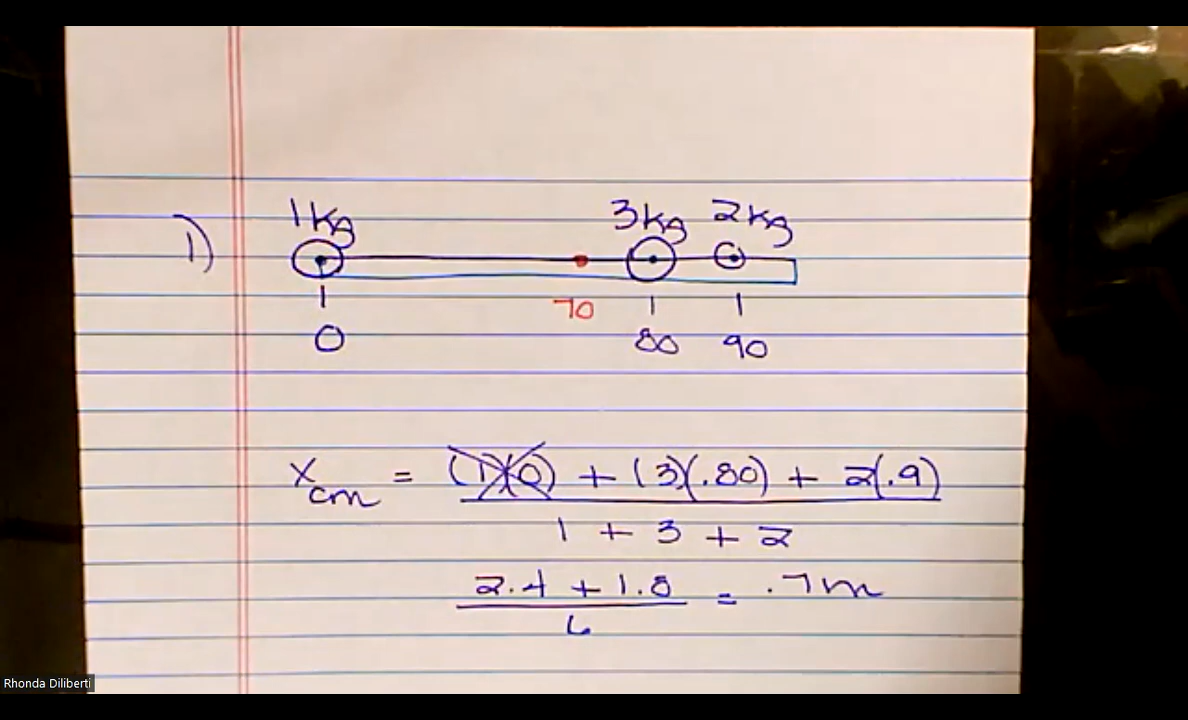 1)
1kg 3kg 2kg
70
0 80 90
x cm = (1)(0) + (3)(.80) + 2(.9)
1 + 3 + 2
2.4 + 1.8 = .7m
6
Rhonda Diliberti